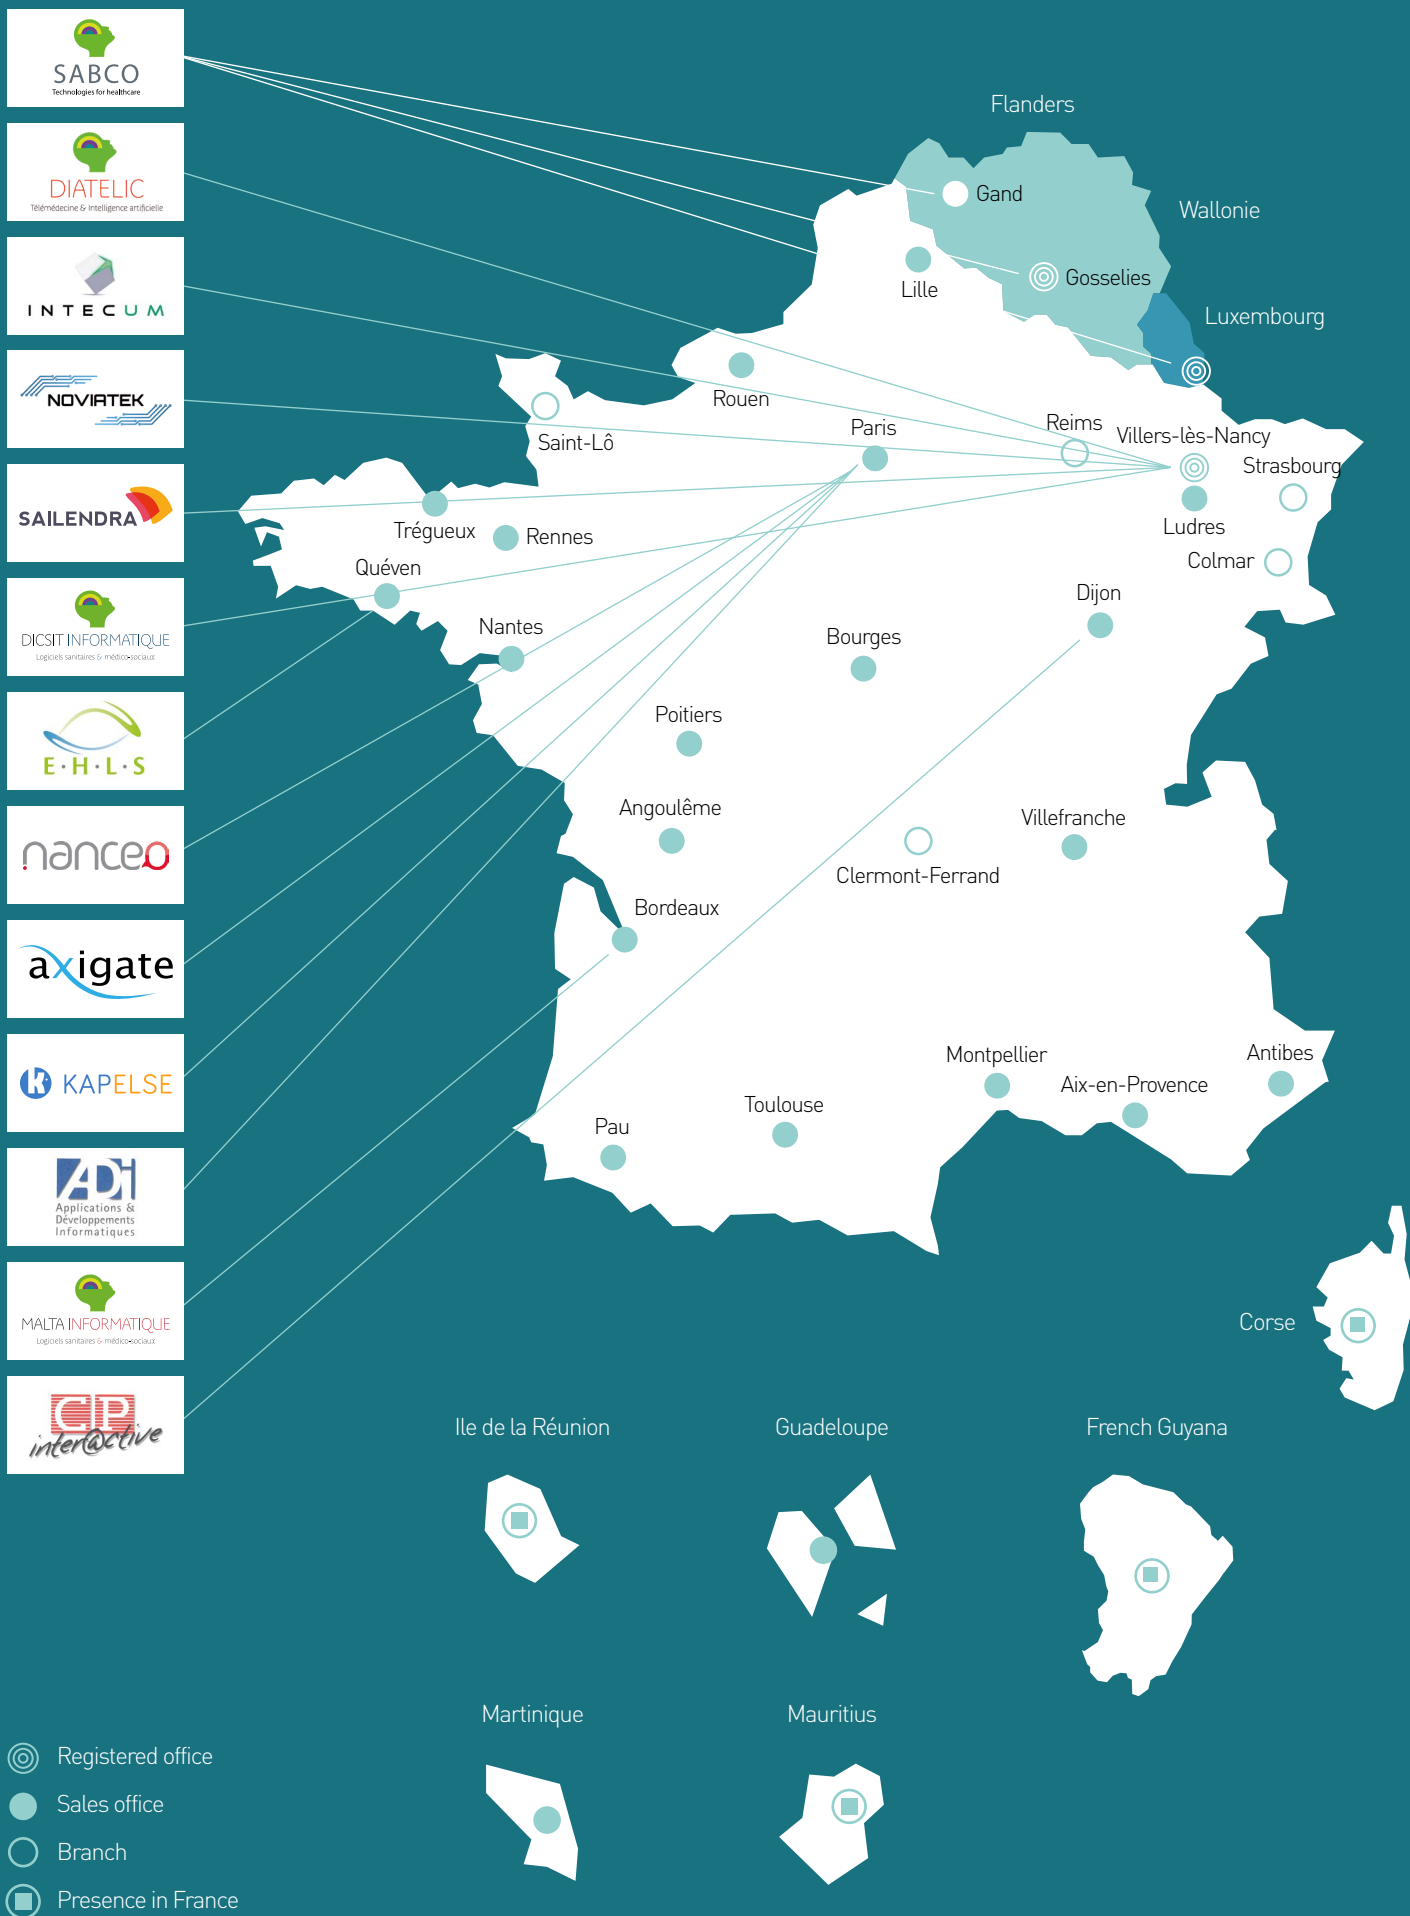 SABCO
Technologies for healthcare
DIATELIC
Télémédecine & Intelligence artificielle
INTECUM
NOVIATEK
SAILENDRA
DICSIT INFORMATIQUE
Logiciels sanitaires & médico-sociaux
E·H·L·S
nanceo
axigate
KAPELSE
ADi
Applications &
Développements
Informatiques
MALTA INFORMATIQUE
Logiciels sanitaires & médico-sociaux
CIP
inter@ctive
Flanders
Gand
Wallonie
Gosselies
Lille
Luxembourg
Rouen
Saint-Lô
Paris
Reims
Villers-lès-Nancy
Strasbourg
Trégueux
Rennes
Ludres
Quéven
Colmar
Dijon
Nantes
Bourges
Poitiers
Angoulême
Villefranche
Clermont-Ferrand
Bordeaux
Montpellier
Antibes
Aix-en-Provence
Toulouse
Pau
Corse
Ile de la Réunion
Guadeloupe
French Guyana
Martinique
Mauritius
Registered office
Sales office
Branch
Presence in France